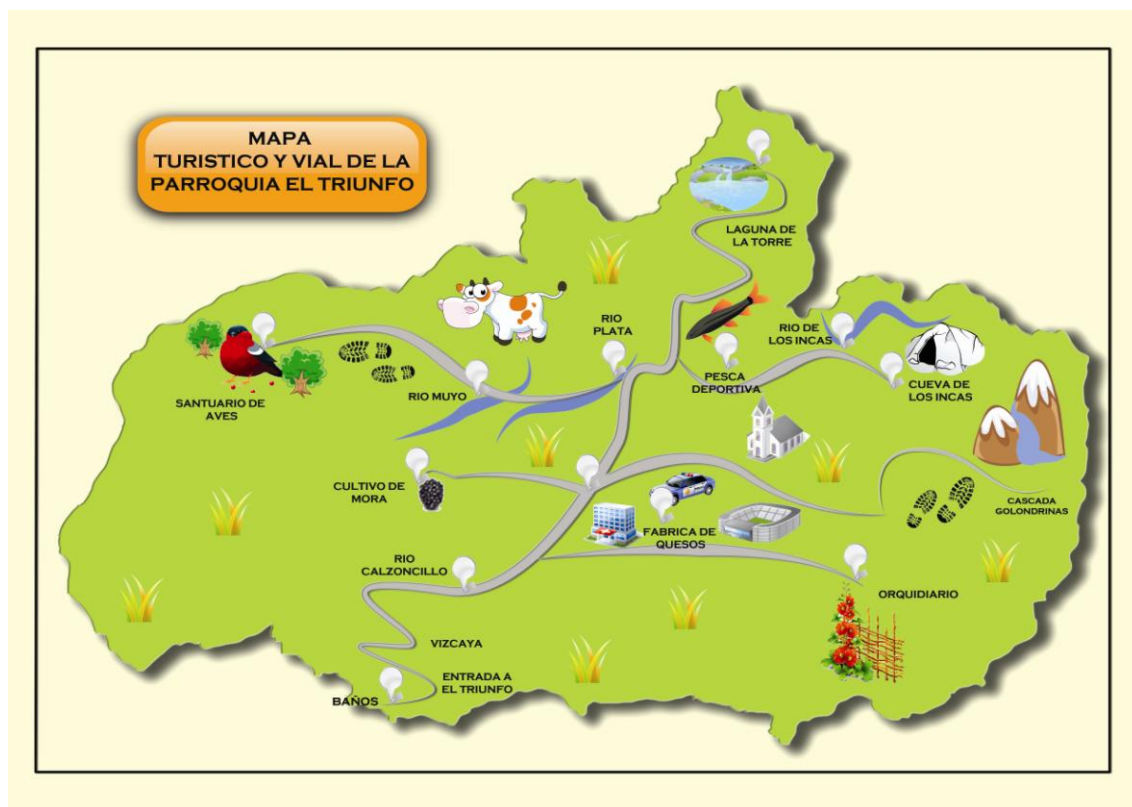 MAPA
TURISTICO Y VIAL DE LA
PARROQUIA EL TRIUNFO
LAGUNA DE
LA TORRE
RIO
PLATA
RIO DE
LOS INCAS
PESCA
DEPORTIVA
CUEVA DE
LOS INCAS
SANTUARIO DE
AVES
RIO MUYO
CULTIVO DE
MORA
CASCADA
GOLONDRINAS
FABRICA DE
QUESOS
RIO
CALZONCILLO
ORQUIDIARIO
VIZCAYA
ENTRADA A
EL TRIUNFO
BAÑOS